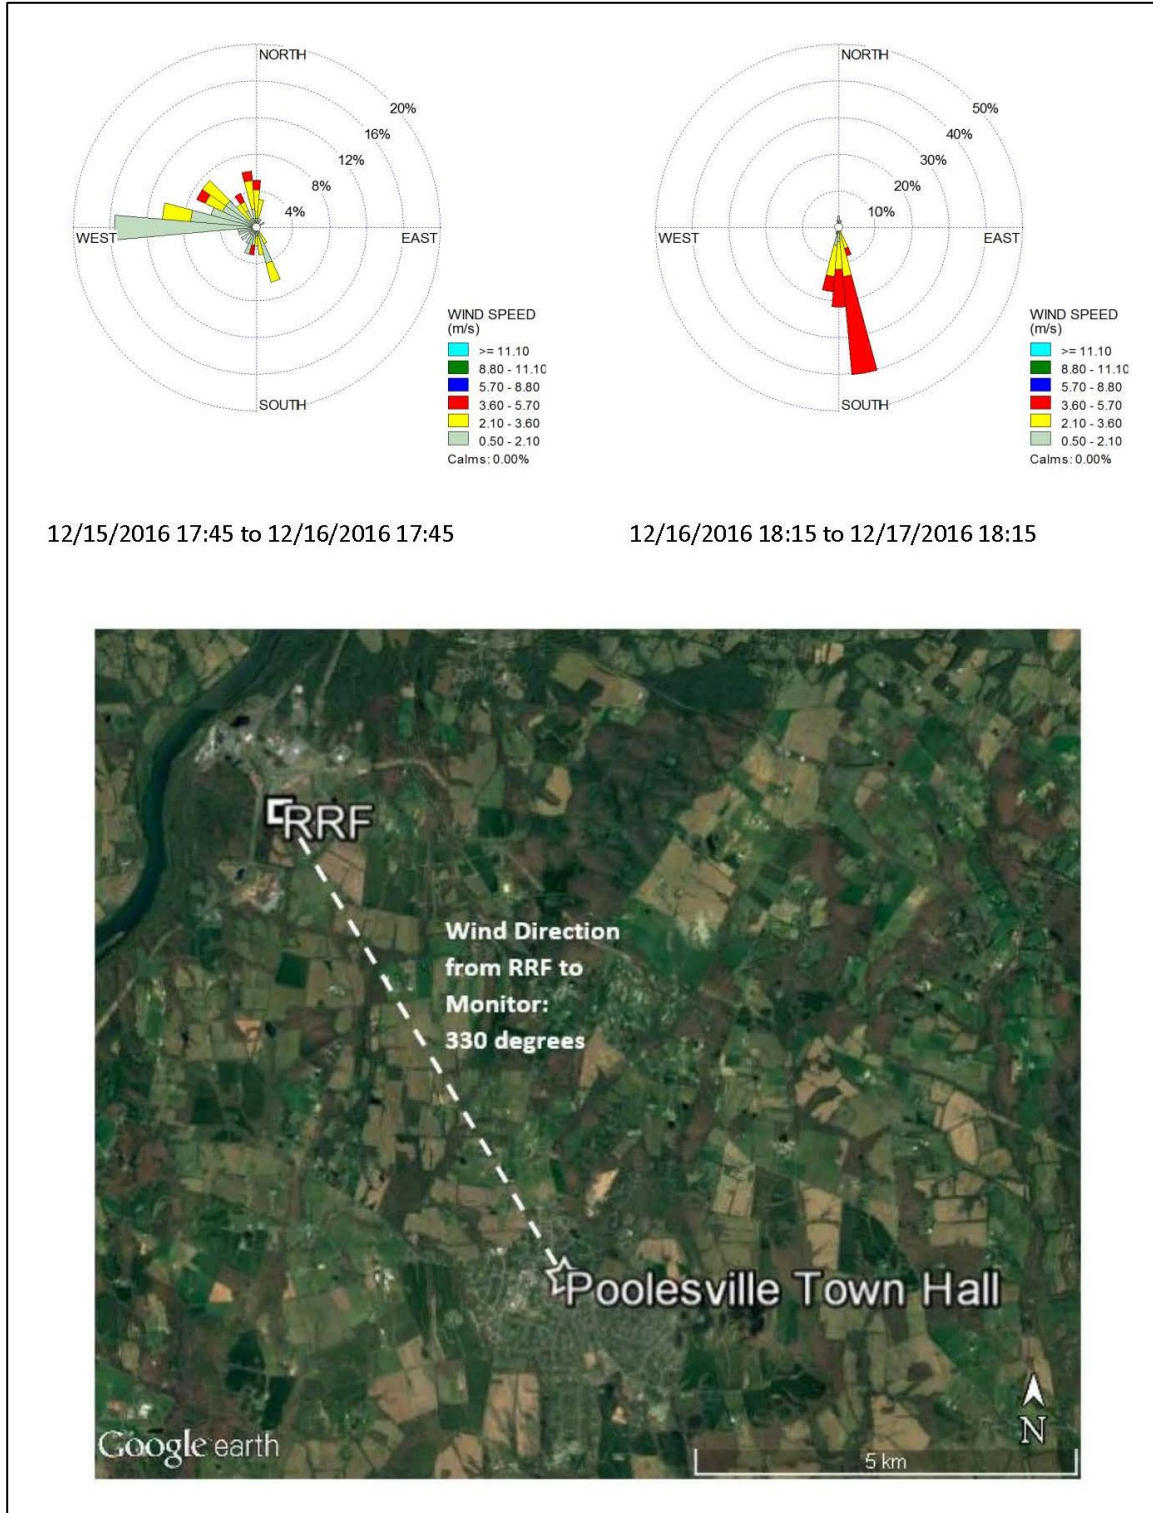 NORTH
20%
16%
12%
8%
4%
WEST
EAST
SOUTH
WIND SPEED
(m/s)
>= 11.10
8.80 - 11.10
5.70 - 8.80
3.60 - 5.70
2.10 - 3.60
0.50 - 2.10
Calms: 0.00%
NORTH
50%
40%
30%
20%
10%
WEST
EAST
SOUTH
WIND SPEED
(m/s)
>= 11.10
8.80 - 11.10
5.70 - 8.80
3.60 - 5.70
2.10 - 3.60
0.50 - 2.10
Calms: 0.00%
12/15/2016 17:45 to 12/16/2016 17:45
12/16/2016 18:15 to 12/17/2016 18:15
RRF
Wind Direction
from RRF to
Monitor:
330 degrees
Poolesville Town Hall
N
Google earth
5 km